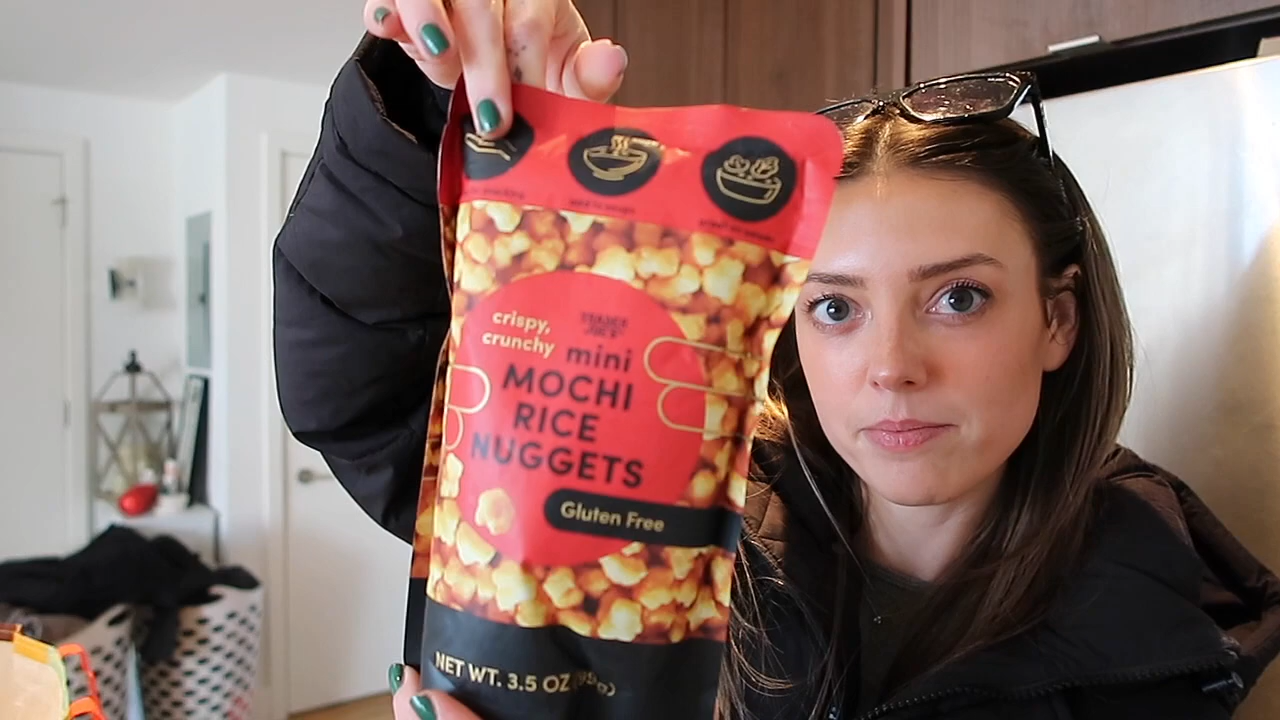 crispy,
crunchy
TRADER
JOE'S
mini
MOCHI
RICE
NUGGETS
Gluten Free
NET WT. 3.5 OZ